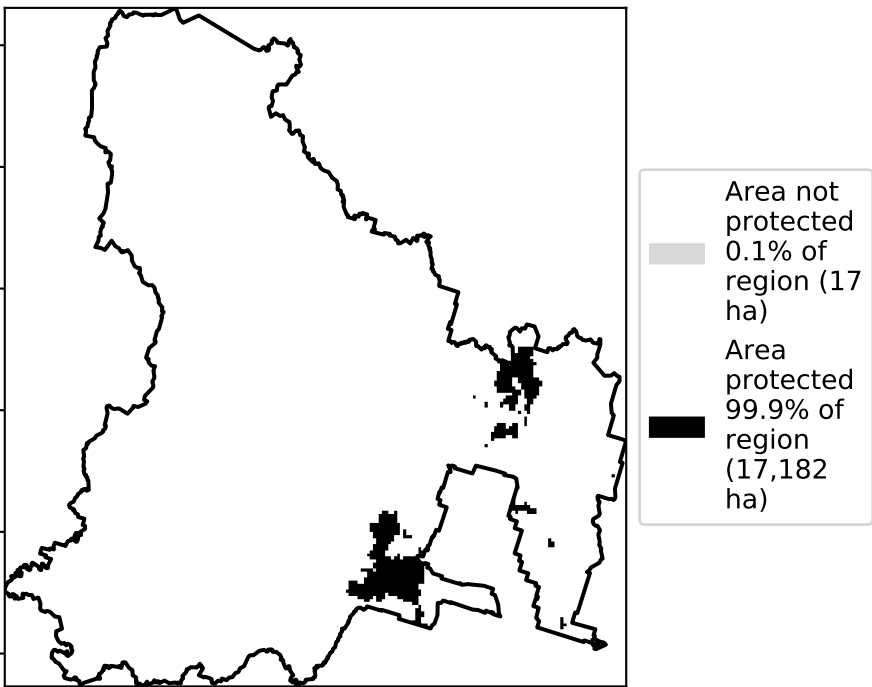 Area not
protected
0.1% of
region (17
ha)
Area
protected
99.9% of
region
(17,182
ha)